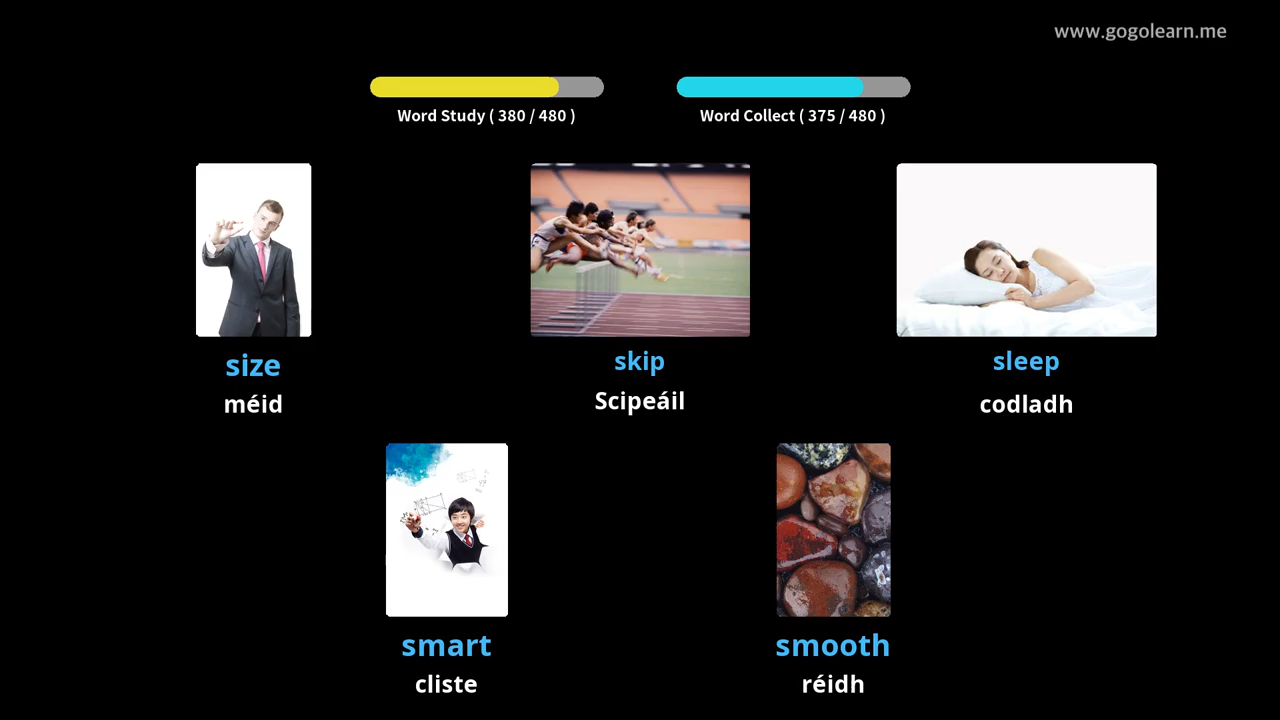 www.gogolearn.me
Word Study ( 380 / 480 )
Word Collect ( 375 / 480 )
size
méid
skip
Scipeáil
sleep
codladh
smart
cliste
smooth
réidh